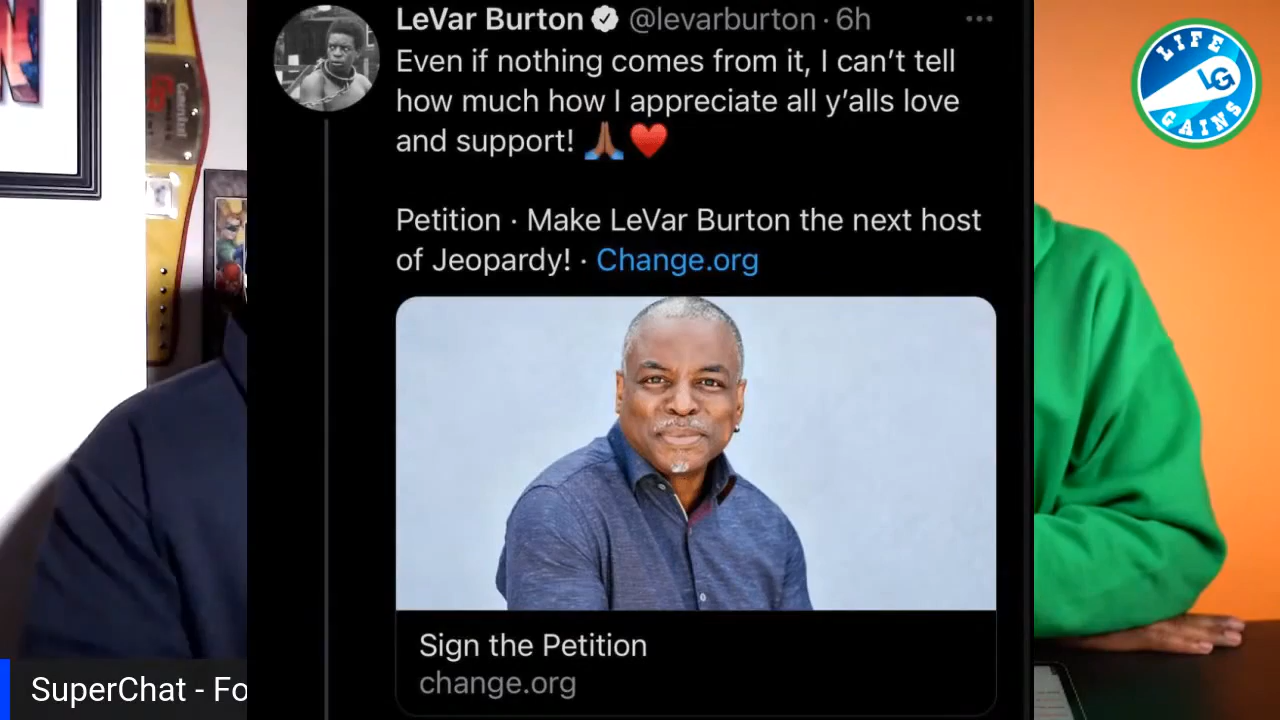 LeVar Burton @levarburton · 6h
Even if nothing comes from it, I can't tell
how much how I appreciate all y'alls love
and support! 🙏🏾♥️
Petition · Make LeVar Burton the next host
of Jeopardy! · Change.org
Sign the Petition
change.org
LIFE
LG
GAINS
SuperChat - Fo